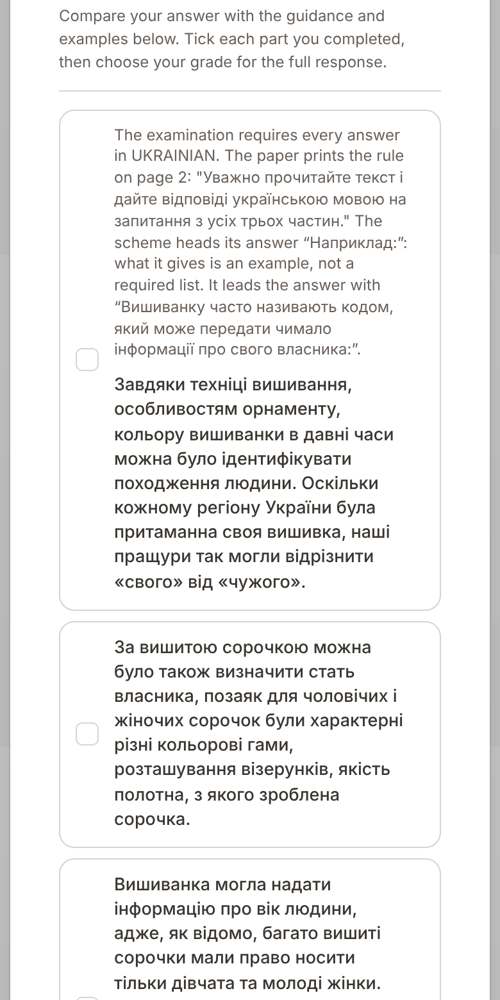 Compare your answer with the guidance and
examples below. Tick each part you completed,
then choose your grade for the full response.
The examination requires every answer
in UKRAINIAN. The paper prints the rule
on page 2: "Уважно прочитайте текст і
дайте відповіді українською мовою на
запитання з усіх трьох частин." The
scheme heads its answer “Наприклад:”:
what it gives is an example, not a
required list. It leads the answer with
“Вишиванку часто називають кодом,
який може передати чимало
інформації про свого власника:”.
Завдяки техніці вишивання,
особливостям орнаменту,
кольору вишиванки в давні часи
можна було ідентифікувати
походження людини. Оскільки
кожному регіону України була
притаманна своя вишивка, наші
пращури так могли відрізнити
«свого» від «чужого».
За вишитою сорочкою можна
було також визначити стать
власника, позаяк для чоловічих і
жіночих сорочок були характерні
різні кольорові гами,
розташування візерунків, якість
полотна, з якого зроблена
сорочка.
Вишиванка могла надати
інформацію про вік людини,
адже, як відомо, багато вишиті
сорочки мали право носити
тільки дівчата та молоді жінки.